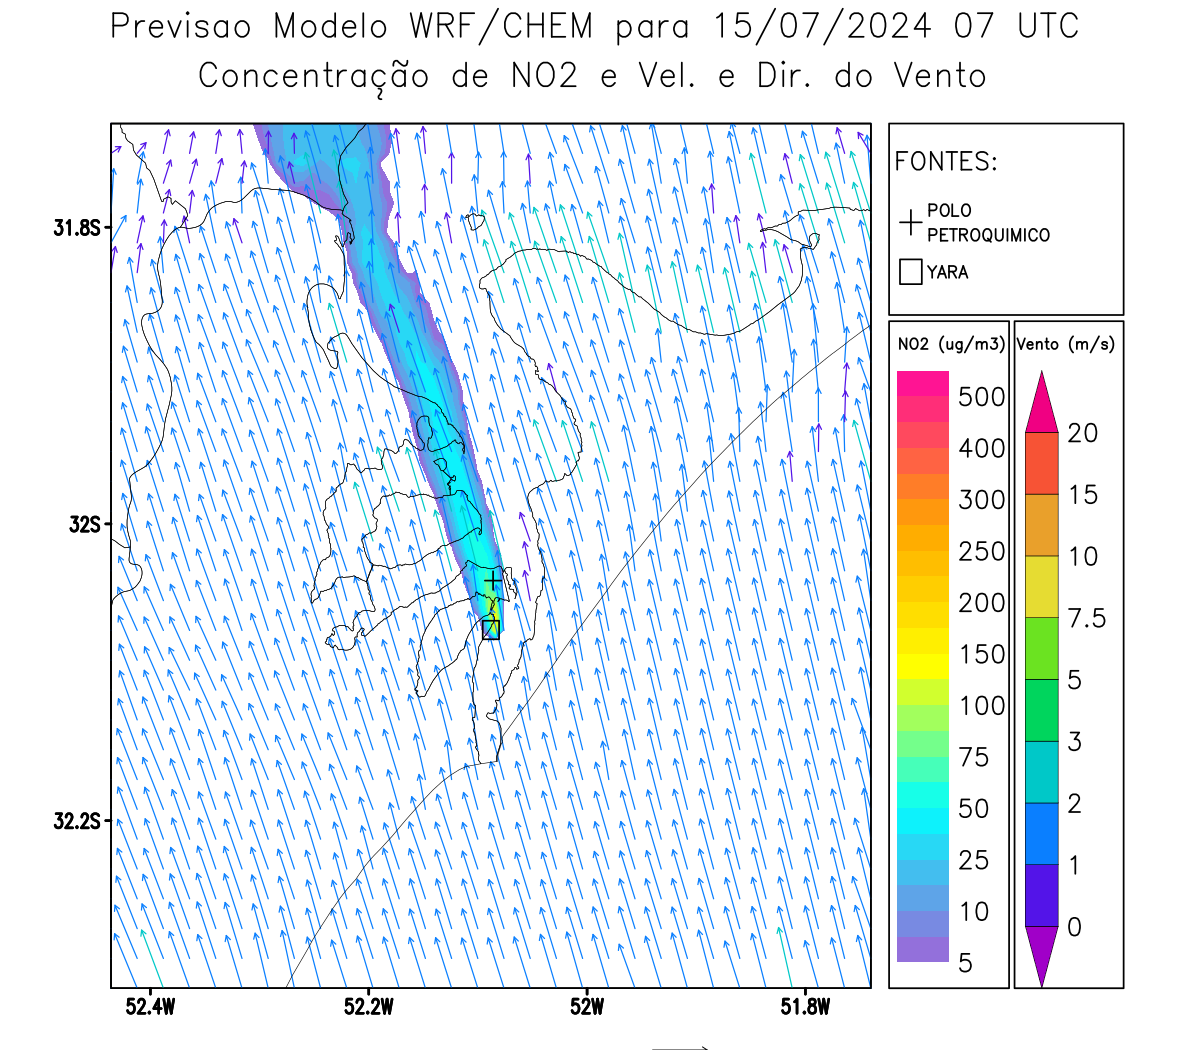 Previsao Modelo WRF/CHEM para 15/07/2024 07 UTC
Concentração de NO2 e Vel. e Dir. do Vento
FONTES:
POLO
PETROQUIMICO
YARA
NO2 (ug/m3)
500
400
300
250
200
150
100
75
50
25
10
5
Vento (m/s)
20
15
10
7.5
5
3
2
1
0
31.8S
32S
32.2S
52.4W
52.2W
52W
51.8W